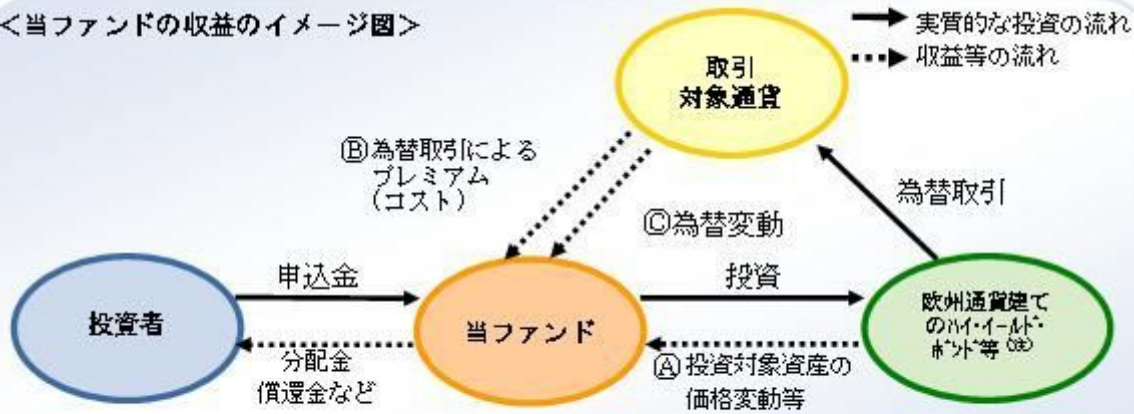 <当ファンドの収益のイメージ図>
実質的な投資の流れ
収益等の流れ
取引
対象通貨
Ⓑ為替取引による
プレミアム
(コスト)
Ⓒ為替変動
為替取引
申込金
投資
投資者
当ファンド
欧州通貨建て
のハイ・イールド・
ボンド等(注)
分配金
償還金など
Ⓐ投資対象資産の
価格変動等